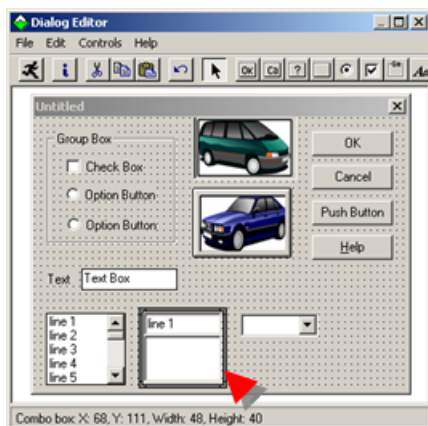 Dialog Editor
File Edit Controls Help
OK Ca ?
Untitled
Group Box
Check Box
Option Button
Option Button
OK
Cancel
Push Button
Help
Text Text Box
line 1
line 2
line 3
line 4
line 5
line 1
Combo box: X: 68, Y: 111, Width: 48, Height: 40